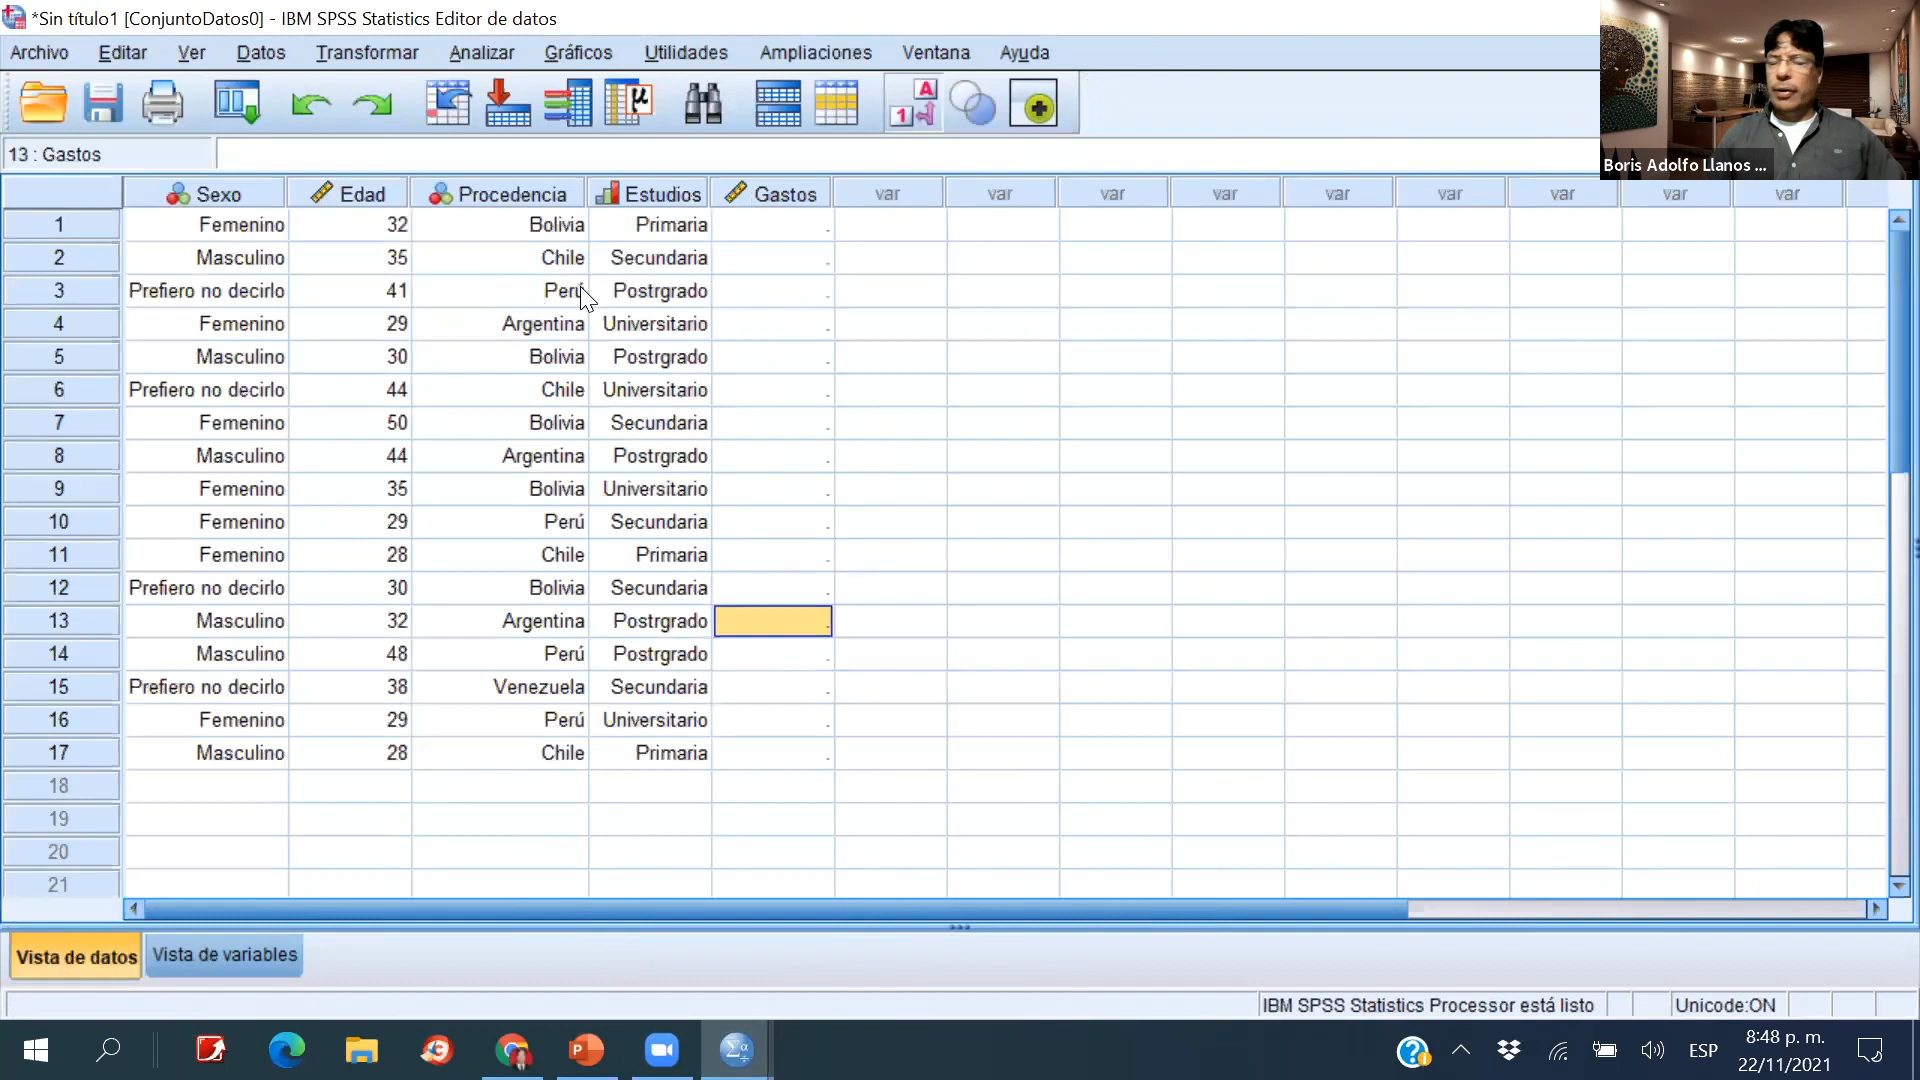 *Sin título1 [ConjuntoDatos0] - IBM SPSS Statistics Editor de datos
Archivo Editar Ver Datos Transformar Analizar Gráficos Utilidades Ampliaciones Ventana Ayuda
Boris Adolfo Llanos ...
13 : Gastos
Sexo Edad Procedencia Estudios Gastos var var var var var var var var var
1 Femenino 32 Bolivia Primaria .
2 Masculino 35 Chile Secundaria .
3 Prefiero no decirlo 41 Perú Postrgrado .
4 Femenino 29 Argentina Universitario .
5 Masculino 30 Bolivia Postrgrado .
6 Prefiero no decirlo 44 Chile Universitario .
7 Femenino 50 Bolivia Secundaria .
8 Masculino 44 Argentina Postrgrado .
9 Femenino 35 Bolivia Universitario .
10 Femenino 29 Perú Secundaria .
11 Femenino 28 Chile Primaria .
12 Prefiero no decirlo 30 Bolivia Secundaria .
13 Masculino 32 Argentina Postrgrado .
14 Masculino 48 Perú Postrgrado .
15 Prefiero no decirlo 38 Venezuela Secundaria .
16 Femenino 29 Perú Universitario .
17 Masculino 28 Chile Primaria .
18
19
20
21
Vista de datos Vista de variables
IBM SPSS Statistics Processor está listo Unicode:ON
ESP 8:48 p. m.
22/11/2021